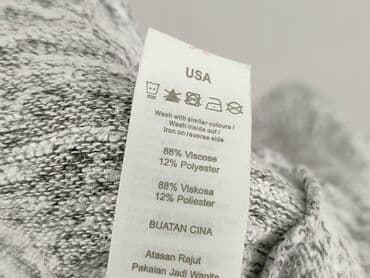 USA
Wash with similar colours /
Wash inside out /
Iron on reverse side
88% Viscose
12% Polyester
88% Viskosa
12% Poliester
BUATAN CINA
Atasan Rajut
Pakaian Jadi Wanita